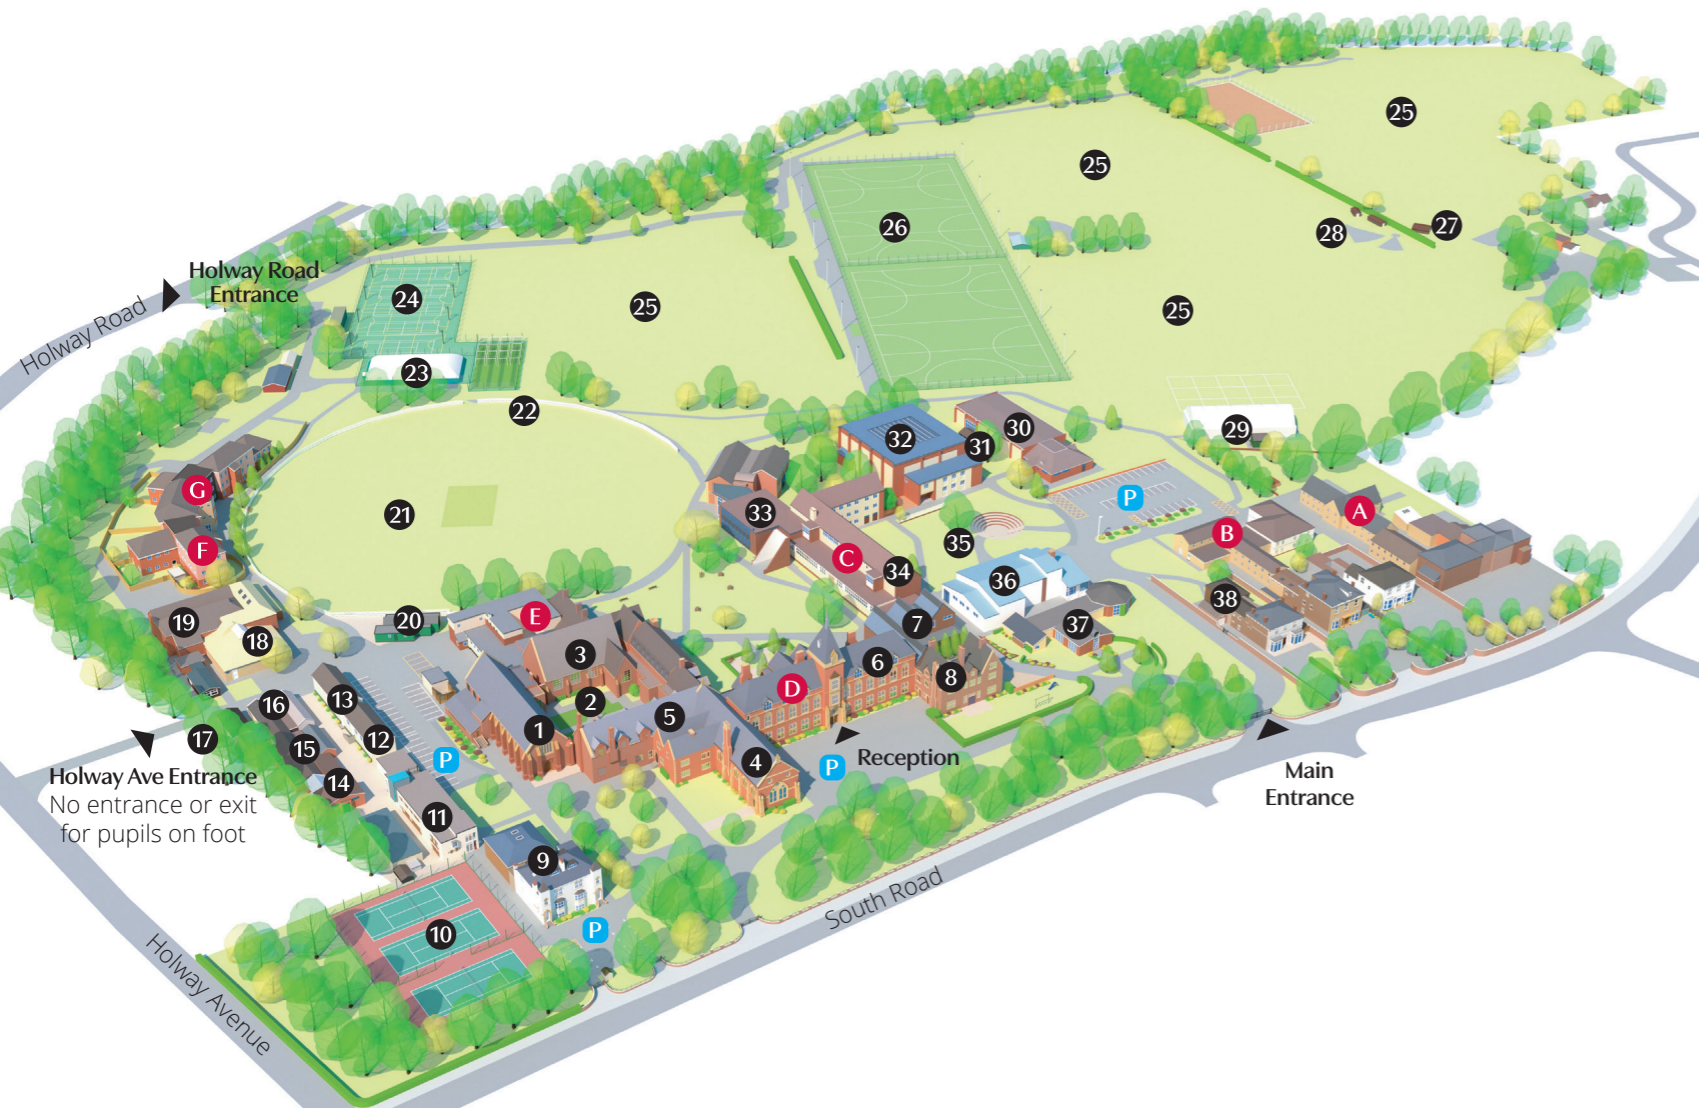 25
25
26
27
28
Holway Road
Entrance
Holway Road
24
25
25
23
22
29
30
32
31
G
P
A
21
33
B
F
35
C
34
36
38
20
E
19
7
37
18
3
6
8
D
13
16
2
5
1
17
12
15
Holway Ave Entrance
No entrance or exit
for pupils on foot
14
P
4
P
Reception
Main
Entrance
11
9
South Road
10
P
Holway Avenue